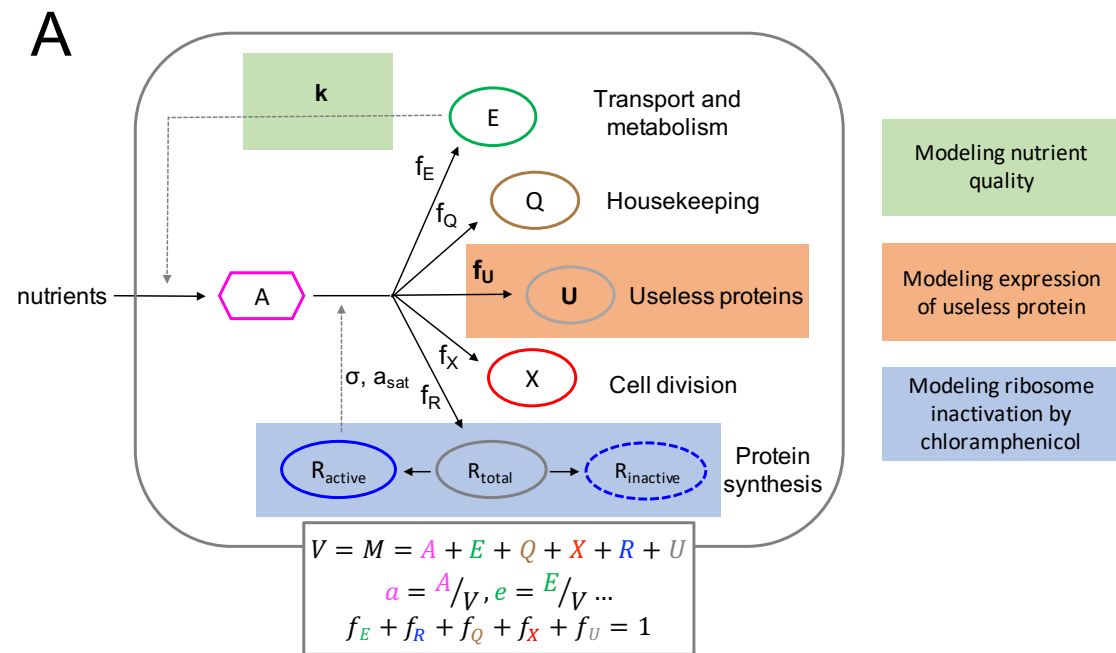 A
k
E
Transport and
metabolism
f_E
f_Q
Q
Housekeeping
nutrients
A
f_U
U
Useless proteins
f_X
X
Cell division
σ, a_sat
f_R
R_active
R_total
R_inactive
Protein
synthesis
V = M = A + E + Q + X + R + U
a = A/V, e = E/V ...
f_E + f_R + f_Q + f_X + f_U = 1
Modeling nutrient
quality
Modeling expression
of useless protein
Modeling ribosome
inactivation by
chloramphenicol